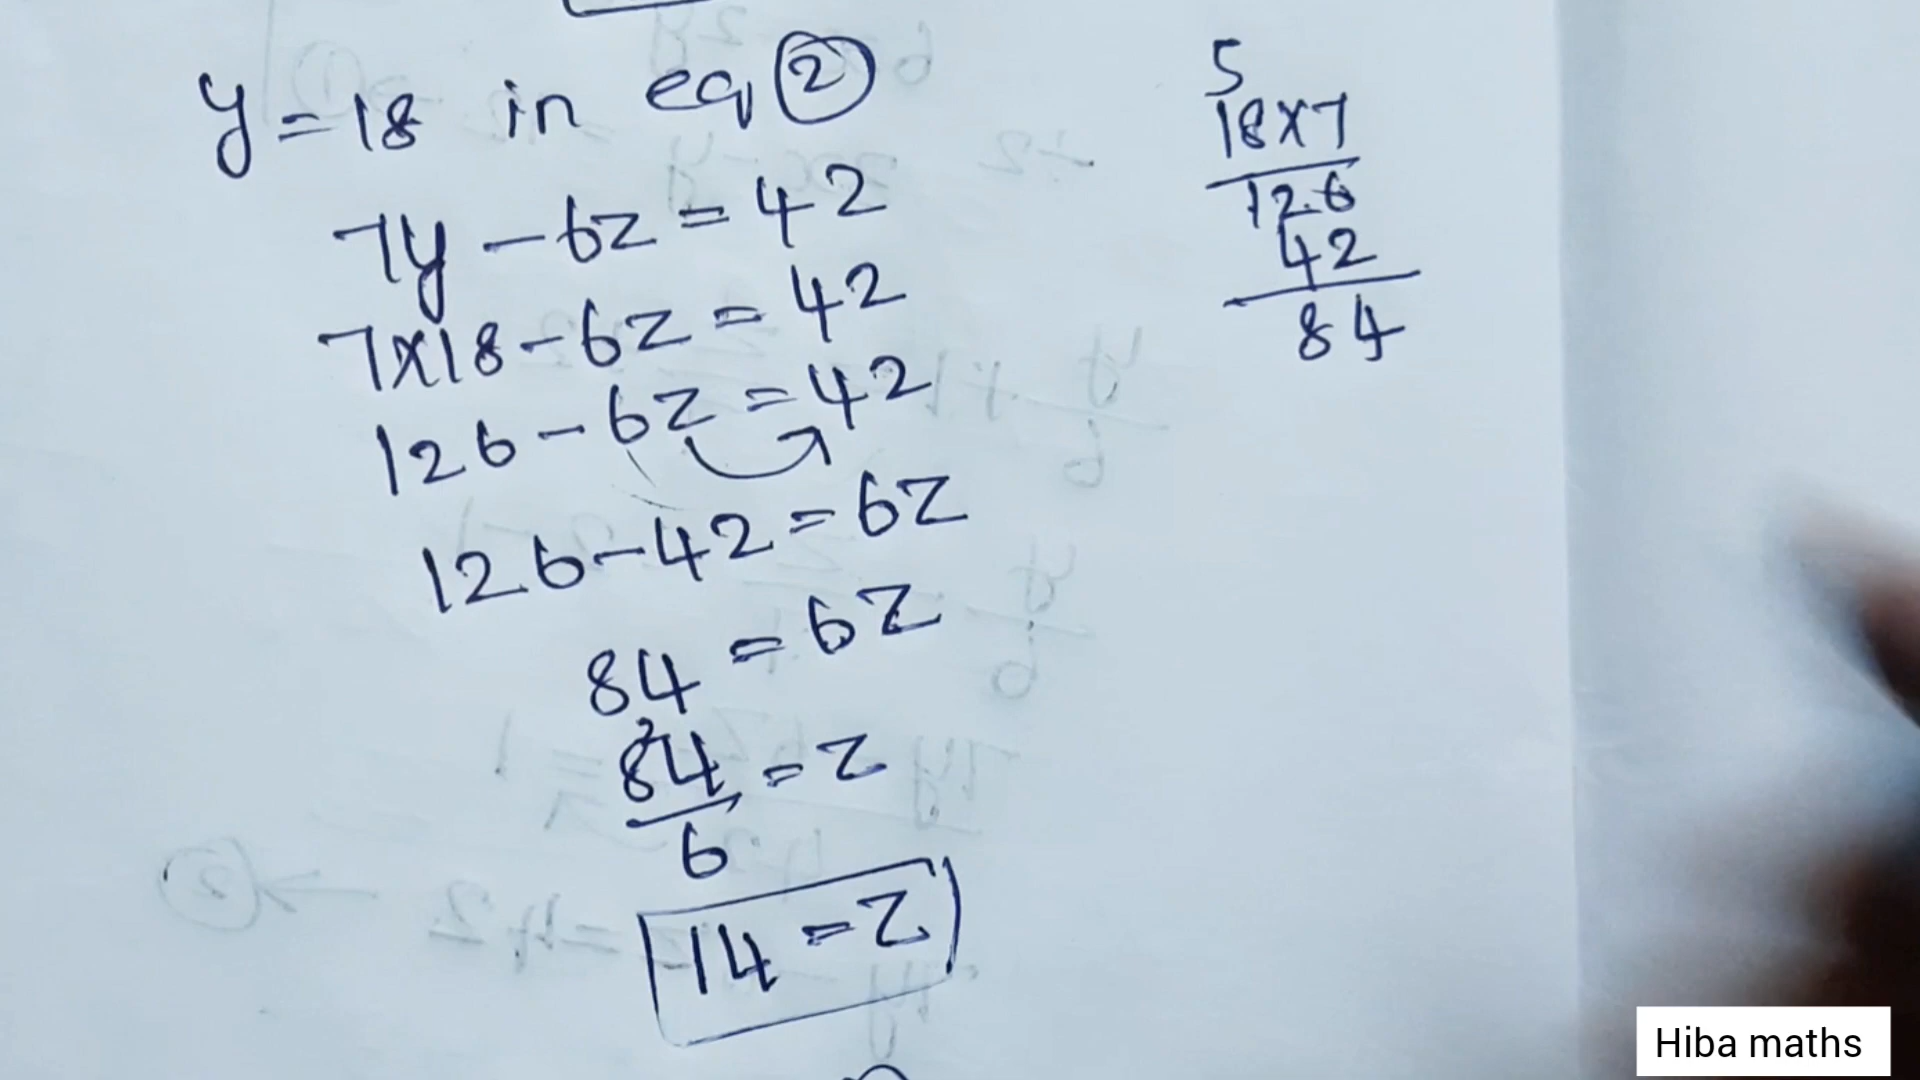 y = 18 in eq ②
7y - 6z = 42
7x18 - 6z = 42
126 - 6z = 42
126 - 42 = 6z
84 = 6z
84/6 = z
14 = z
5
18x7
126
42
84
Hiba maths